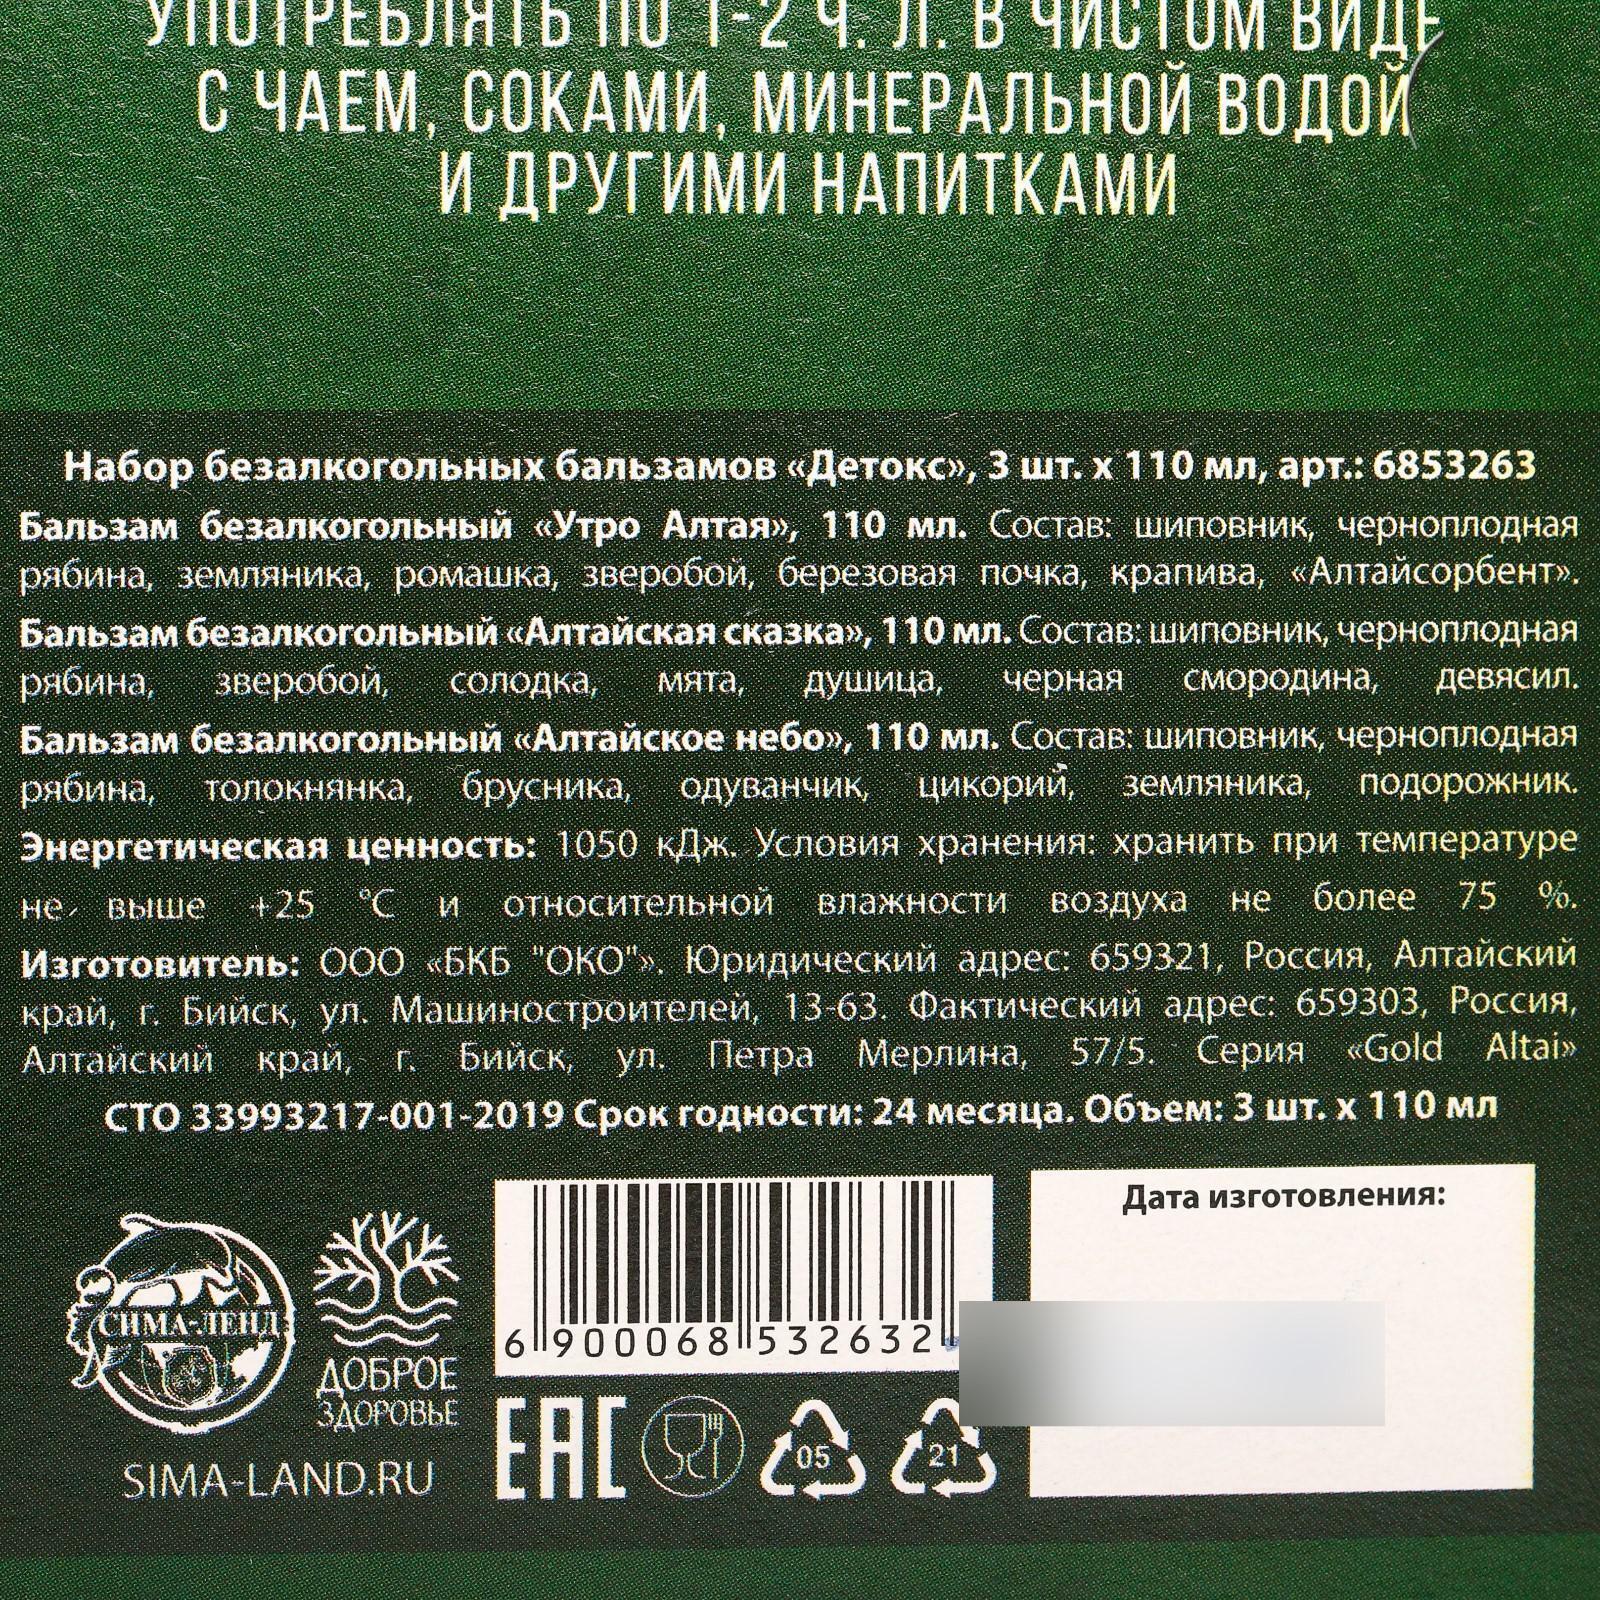 УПОТРЕБЛЯТЬ ПО 1-2 Ч. Л. В ЧИСТОМ ВИДЕ
С ЧАЕМ, СОКАМИ, МИНЕРАЛЬНОЙ ВОДОЙ
И ДРУГИМИ НАПИТКАМИ
Набор безалкогольных бальзамов «Детокс», 3 шт. х 110 мл, арт.: 6853263
Бальзам безалкогольный «Утро Алтая», 110 мл. Состав: шиповник, черноплодная
рябина, земляника, ромашка, зверобой, березовая почка, крапива, «Алтайсорбент».
Бальзам безалкогольный «Алтайская сказка», 110 мл. Состав: шиповник, черноплодная
рябина, зверобой, солодка, мята, душица, черная смородина, девясил.
Бальзам безалкогольный «Алтайское небо», 110 мл. Состав: шиповник, черноплодная
рябина, толокнянка, брусника, одуванчик, цикорий, земляника, подорожник.
Энергетическая ценность: 1050 кДж. Условия хранения: хранить при температуре
не выше +25 °С и относительной влажности воздуха не более 75 %.
Изготовитель: ООО «БКБ "ОКО"». Юридический адрес: 659321, Россия, Алтайский
край, г. Бийск, ул. Машиностроителей, 13-63. Фактический адрес: 659303, Россия,
Алтайский край, г. Бийск, ул. Петра Мерлина, 57/5. Серия «Gold Altai»
СТО 33993217-001-2019 Срок годности: 24 месяца. Объем: 3 шт. х 110 мл
Дата изготовления:
6 900068 532632
СИМА-ЛЕНД
ДОБРОЕ
ЗДОРОВЬЕ
SIMA-LAND.RU
EAC
05
21